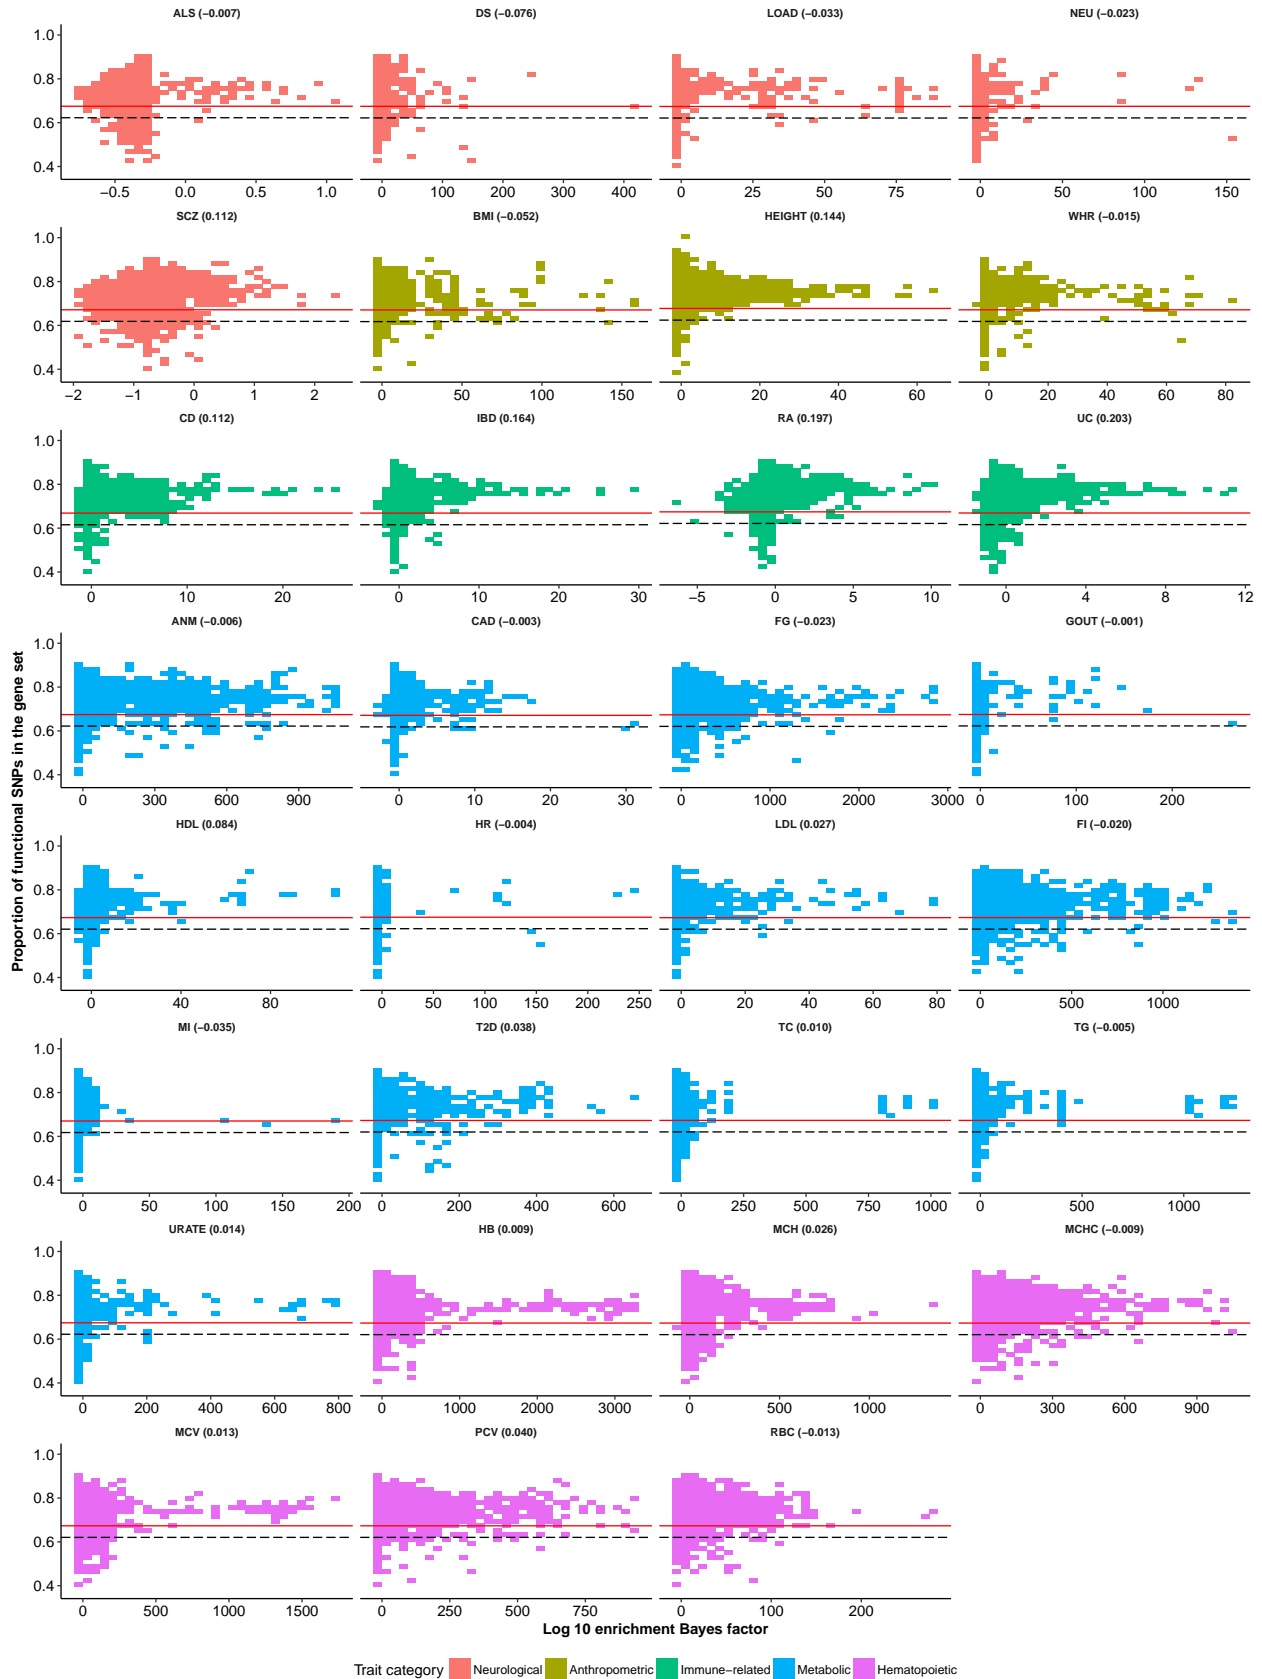 ALS (−0.007) DS (−0.076) LOAD (−0.033) NEU (−0.023)
1.0
0.8
0.6
0.4
−0.5 0.0 0.5 1.0 0 100 200 300 400 0 25 50 75 0 50 100 150
SCZ (0.112) BMI (−0.052) HEIGHT (0.144) WHR (−0.015)
1.0
0.8
0.6
0.4
−2 −1 0 1 2 0 50 100 150 0 20 40 60 0 20 40 60 80
CD (0.112) IBD (0.164) RA (0.197) UC (0.203)
1.0
0.8
0.6
0.4
0 10 20 0 10 20 30 −5 0 5 10 0 4 8 12
Proportion of functional SNPs in the gene set
ANM (−0.006) CAD (−0.003) FG (−0.023) GOUT (−0.001)
1.0
0.8
0.6
0.4
0 300 600 900 0 10 20 30 0 1000 2000 3000 0 100 200
HDL (0.084) HR (−0.004) LDL (0.027) FI (−0.020)
1.0
0.8
0.6
0.4
0 40 80 0 50 100 150 200 250 0 20 40 60 80 0 500 1000
MI (−0.035) T2D (0.038) TC (0.010) TG (−0.005)
1.0
0.8
0.6
0.4
0 50 100 150 200 0 200 400 600 0 250 500 750 1000 0 500 1000
URATE (0.014) HB (0.009) MCH (0.026) MCHC (−0.009)
1.0
0.8
0.6
0.4
0 200 400 600 800 0 1000 2000 3000 0 500 1000 0 300 600 900
MCV (0.013) PCV (0.040) RBC (−0.013)
1.0
0.8
0.6
0.4
0 500 1000 1500 0 250 500 750 0 100 200
Log 10 enrichment Bayes factor
Trait category Neurological Anthropometric Immune−related Metabolic Hematopoietic